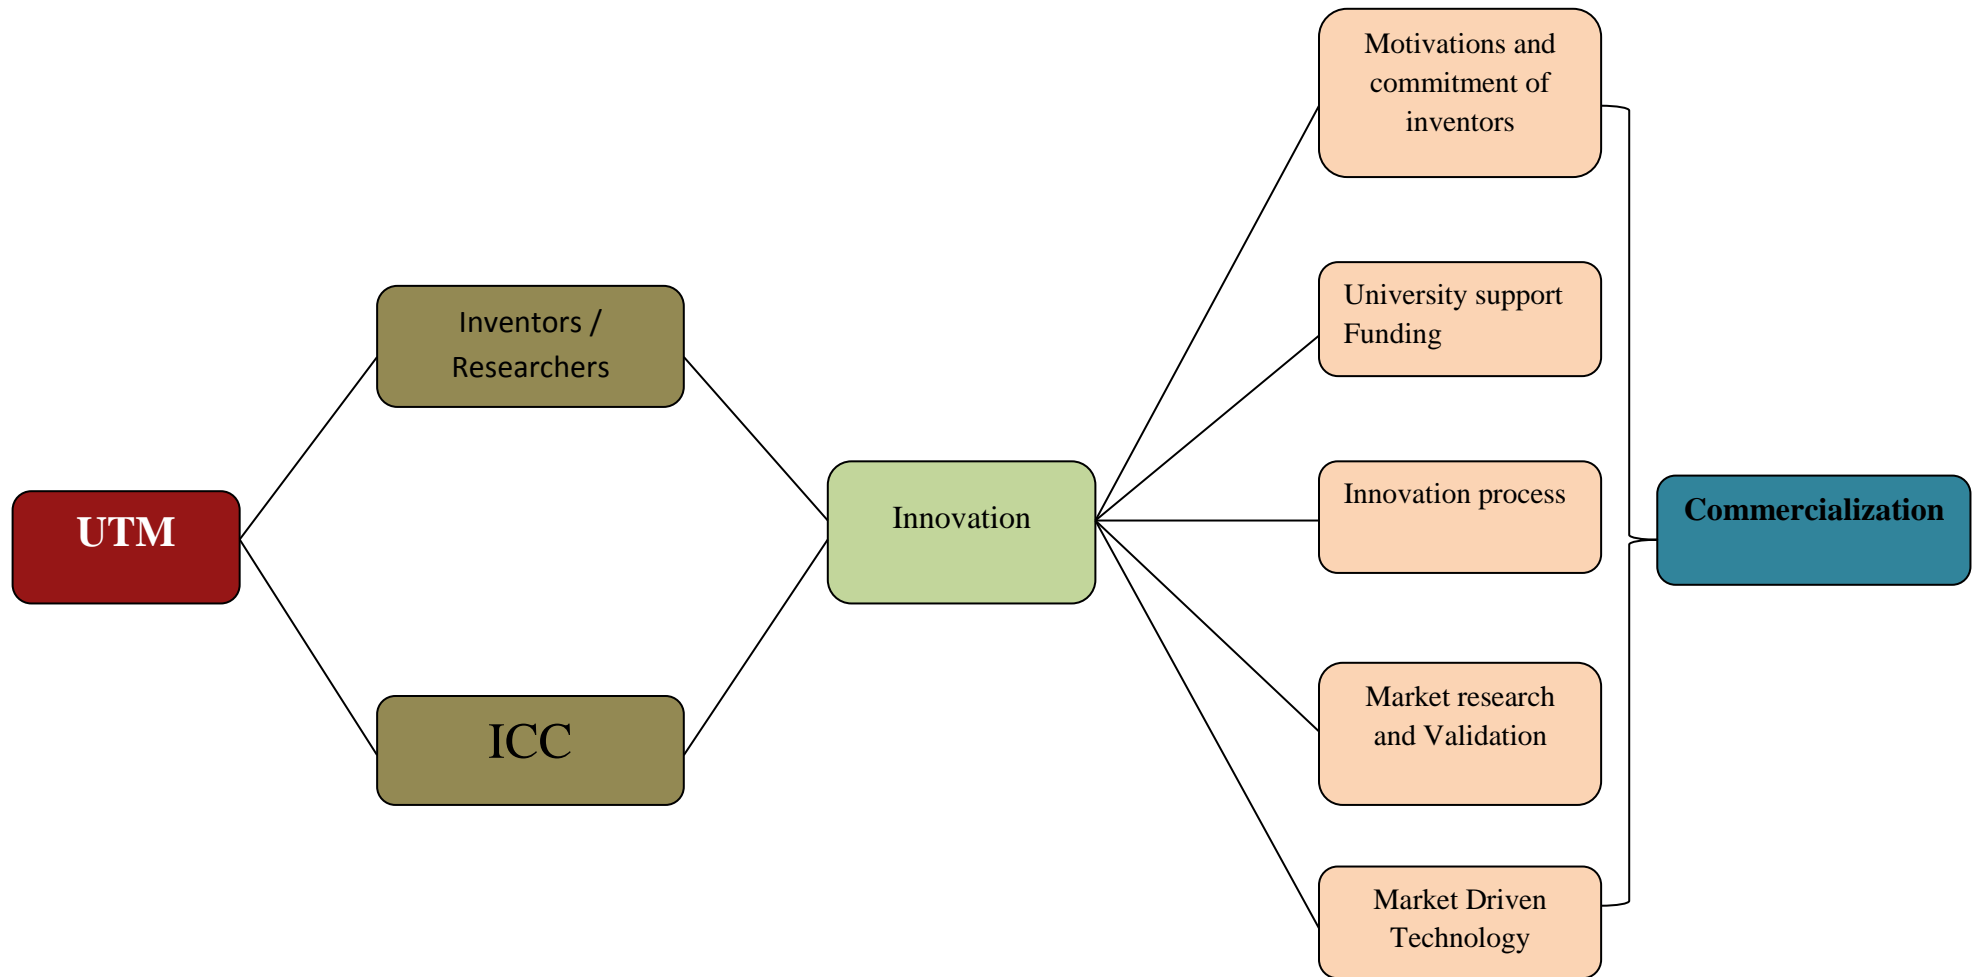 UTM
Inventors /
Researchers
ICC
Innovation
Motivations and
commitment of
inventors
University support
Funding
Innovation process
Market research
and Validation
Market Driven
Technology
Commercialization